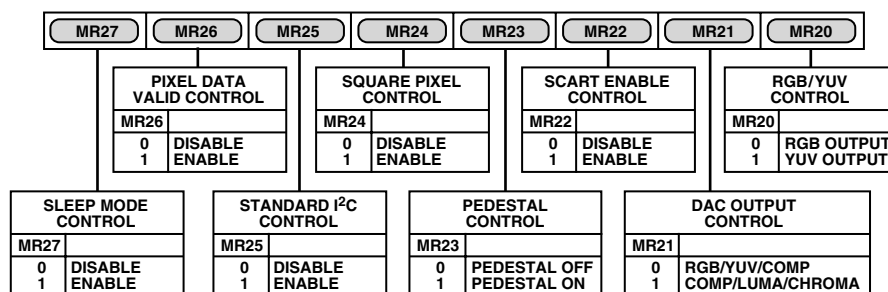 MR27 MR26 MR25 MR24 MR23 MR22 MR21 MR20
PIXEL DATA
VALID CONTROL
MR26
0 DISABLE
1 ENABLE
SQUARE PIXEL
CONTROL
MR24
0 DISABLE
1 ENABLE
SCART ENABLE
CONTROL
MR22
0 DISABLE
1 ENABLE
RGB/YUV
CONTROL
MR20
0 RGB OUTPUT
1 YUV OUTPUT
SLEEP MODE
CONTROL
MR27
0 DISABLE
1 ENABLE
STANDARD I²C
CONTROL
MR25
0 DISABLE
1 ENABLE
PEDESTAL
CONTROL
MR23
0 PEDESTAL OFF
1 PEDESTAL ON
DAC OUTPUT
CONTROL
MR21
0 RGB/YUV/COMP
1 COMP/LUMA/CHROMA